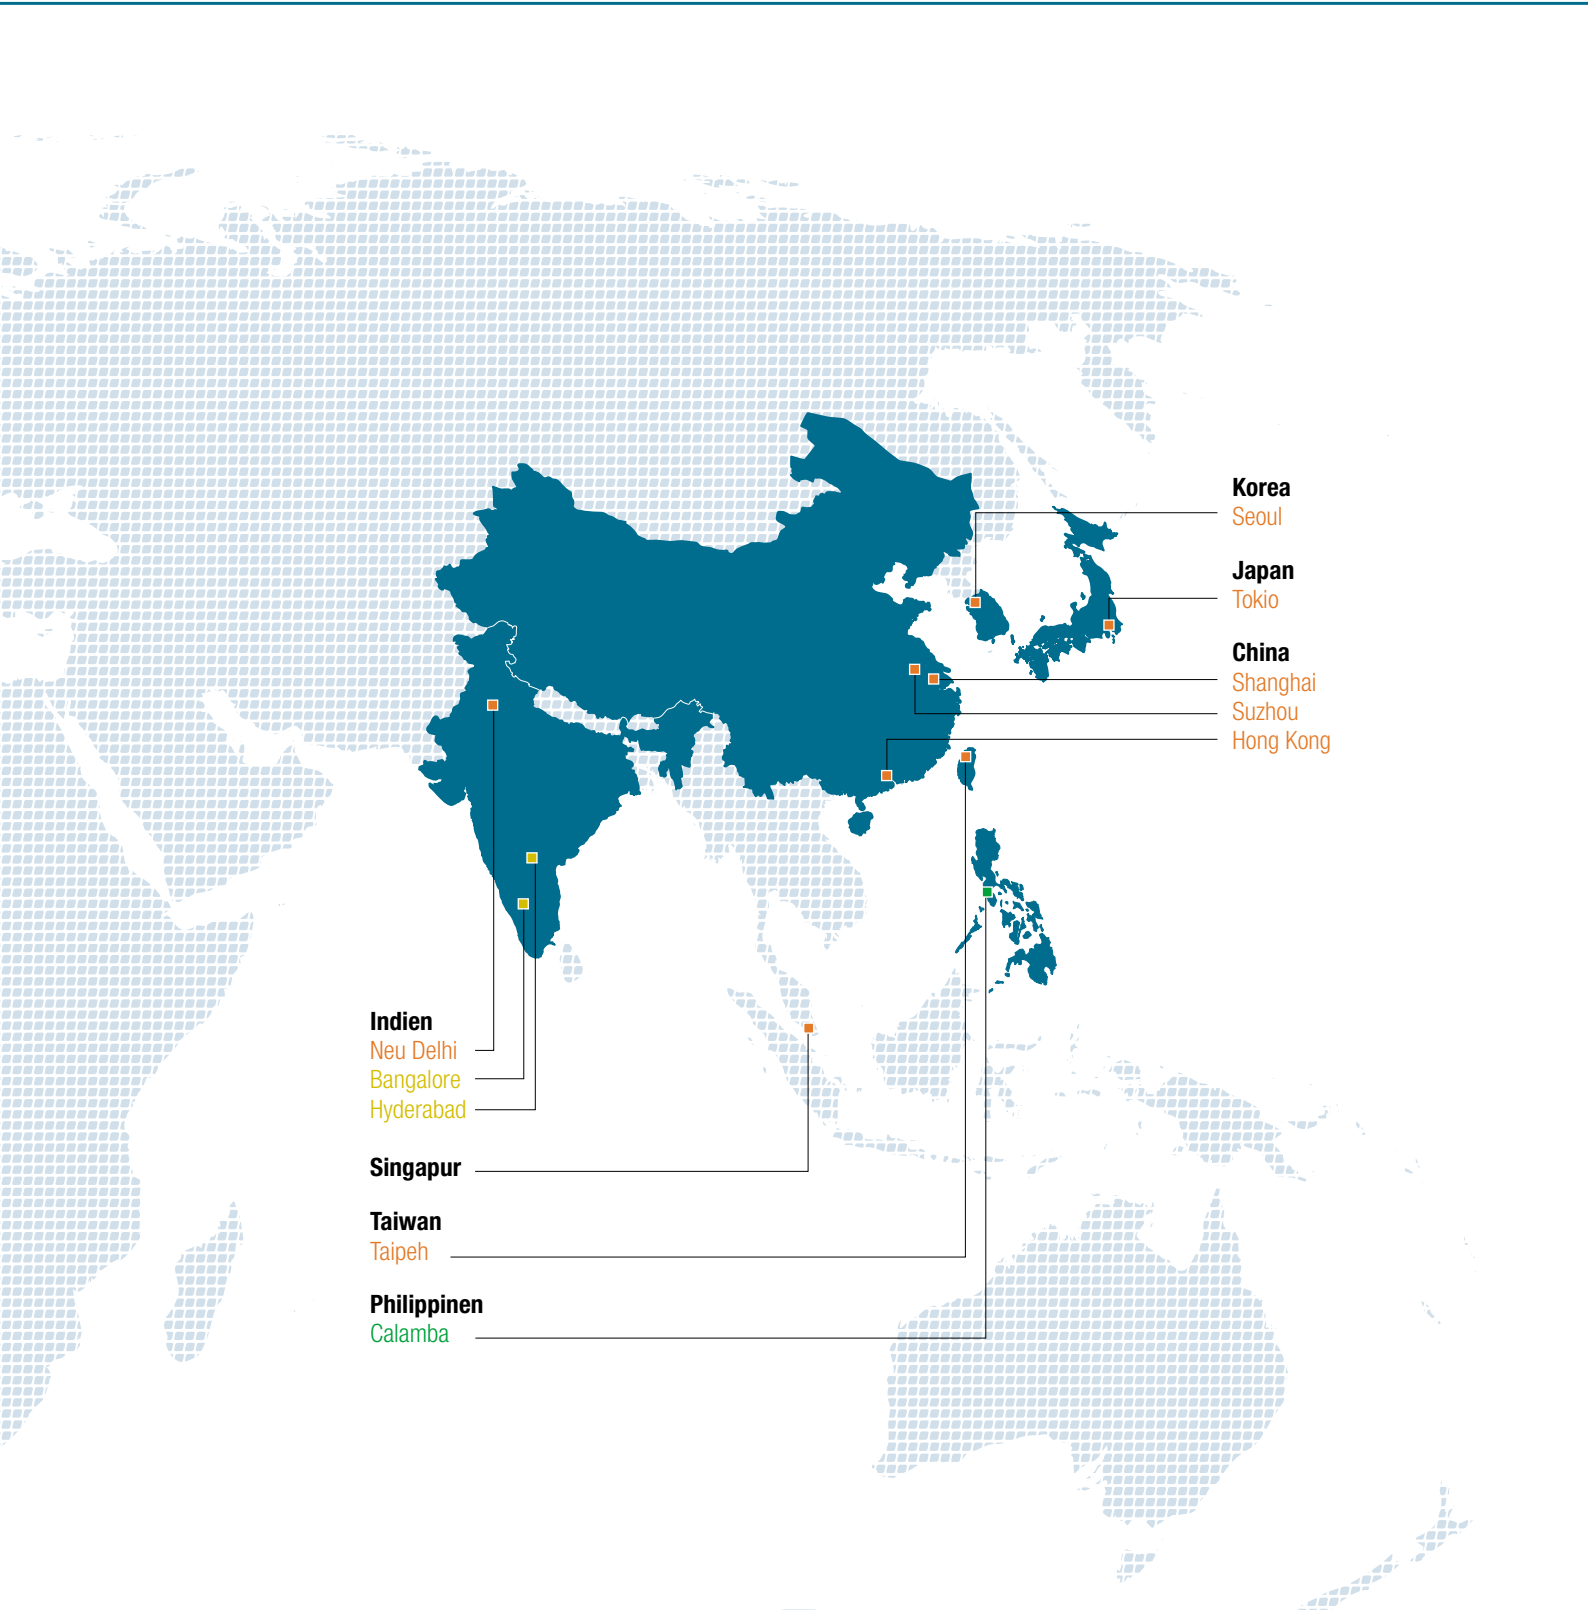 Korea
Seoul
Japan
Tokio
China
Shanghai
Suzhou
Hong Kong
Indien
Neu Delhi
Bangalore
Hyderabad
Singapur
Taiwan
Taipeh
Philippinen
Calamba